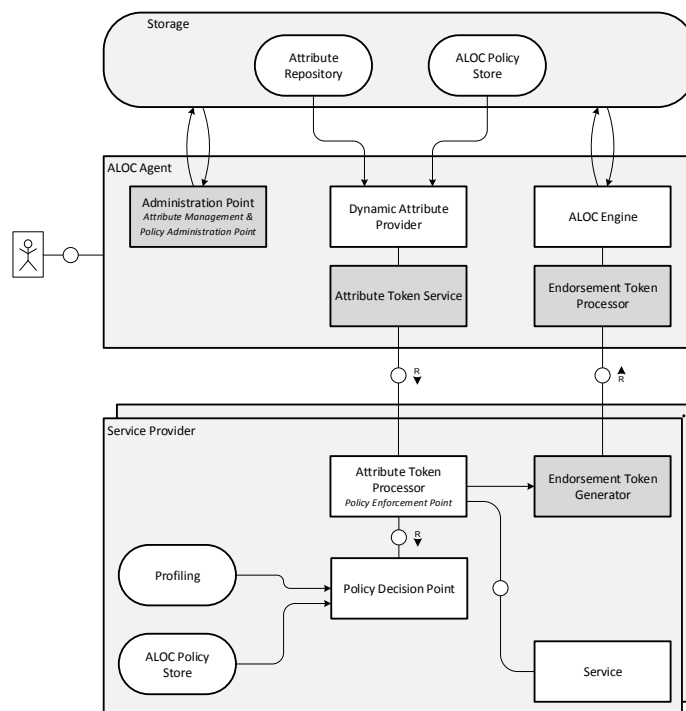 Storage
Attribute
Repository
ALOC Policy
Store
ALOC Agent
Administration Point
Attribute Management &
Policy Administration Point
Dynamic Attribute
Provider
ALOC Engine
Attribute Token Service
Endorsement Token
Processor
R
R
Service Provider
Attribute Token
Processor
Policy Enforcement Point
Endorsement Token
Generator
R
Profiling
Policy Decision Point
ALOC Policy
Store
Service